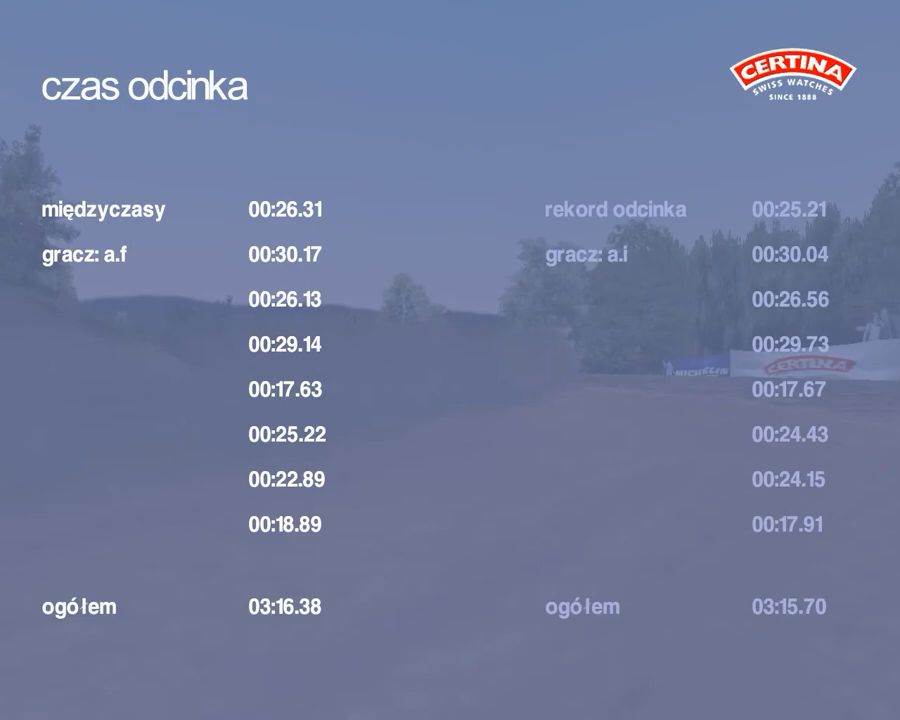 czas odcinka
CERTINA
SWISS WATCHES
SINCE 1888
międzyczasy 00:26.31 rekord odcinka 00:25.21
gracz: a.f 00:30.17 gracz: a.i 00:30.04
00:26.13 00:26.56
00:29.14 00:29.73
CERTINA
MICHELIN
00:17.63 00:17.67
00:25.22 00:24.43
00:22.89 00:24.15
00:18.89 00:17.91
ogółem 03:16.38 ogółem 03:15.70